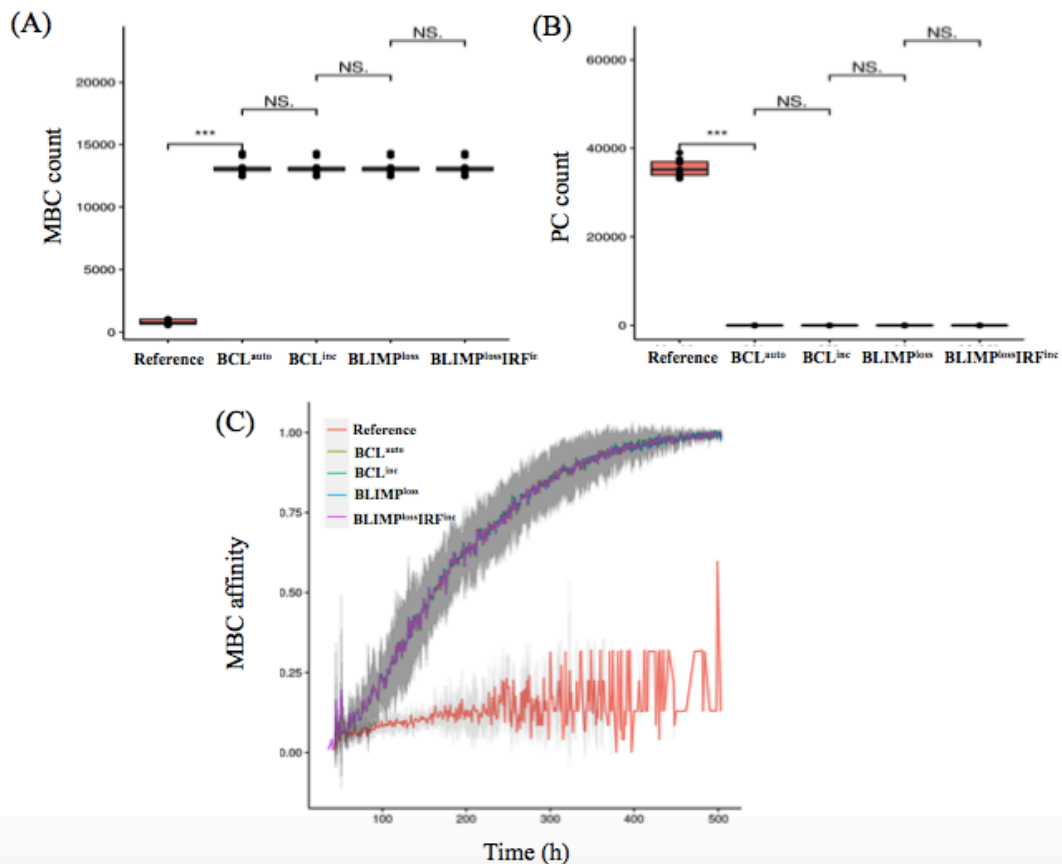 (A)
NS.
NS.
NS.
***
20000
15000
10000
5000
0
MBC count
Reference BCLauto BCLinc BLIMPloss BLIMPlossIRFin
(B)
NS.
NS.
NS.
***
60000
40000
20000
0
PC count
Reference BCLauto BCLinc BLIMPloss BLIMPlossIRFinc
(C)
Reference
BCLauto
BCLinc
BLIMPloss
BLIMPlossIRFinc
1.00
0.75
0.50
0.25
0.00
MBC affinity
100 200 300 400 500
Time (h)